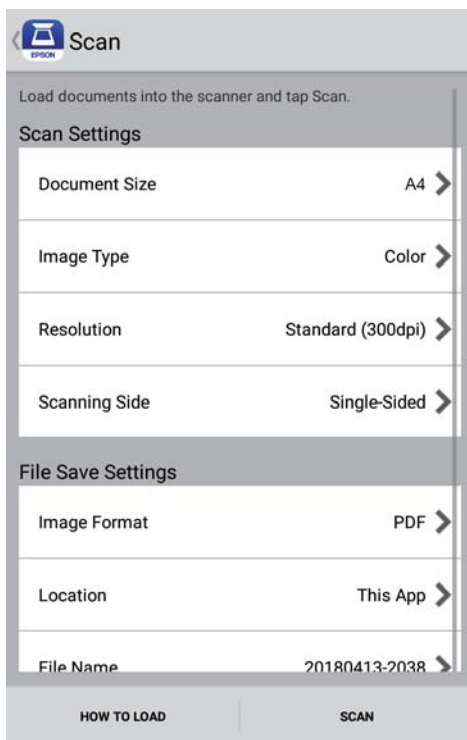 EPSON
Scan
Load documents into the scanner and tap Scan.
Scan Settings
Document Size A4
Image Type Color
Resolution Standard (300dpi)
Scanning Side Single-Sided
File Save Settings
Image Format PDF
Location This App
File Name 20180413-2038
HOW TO LOAD SCAN